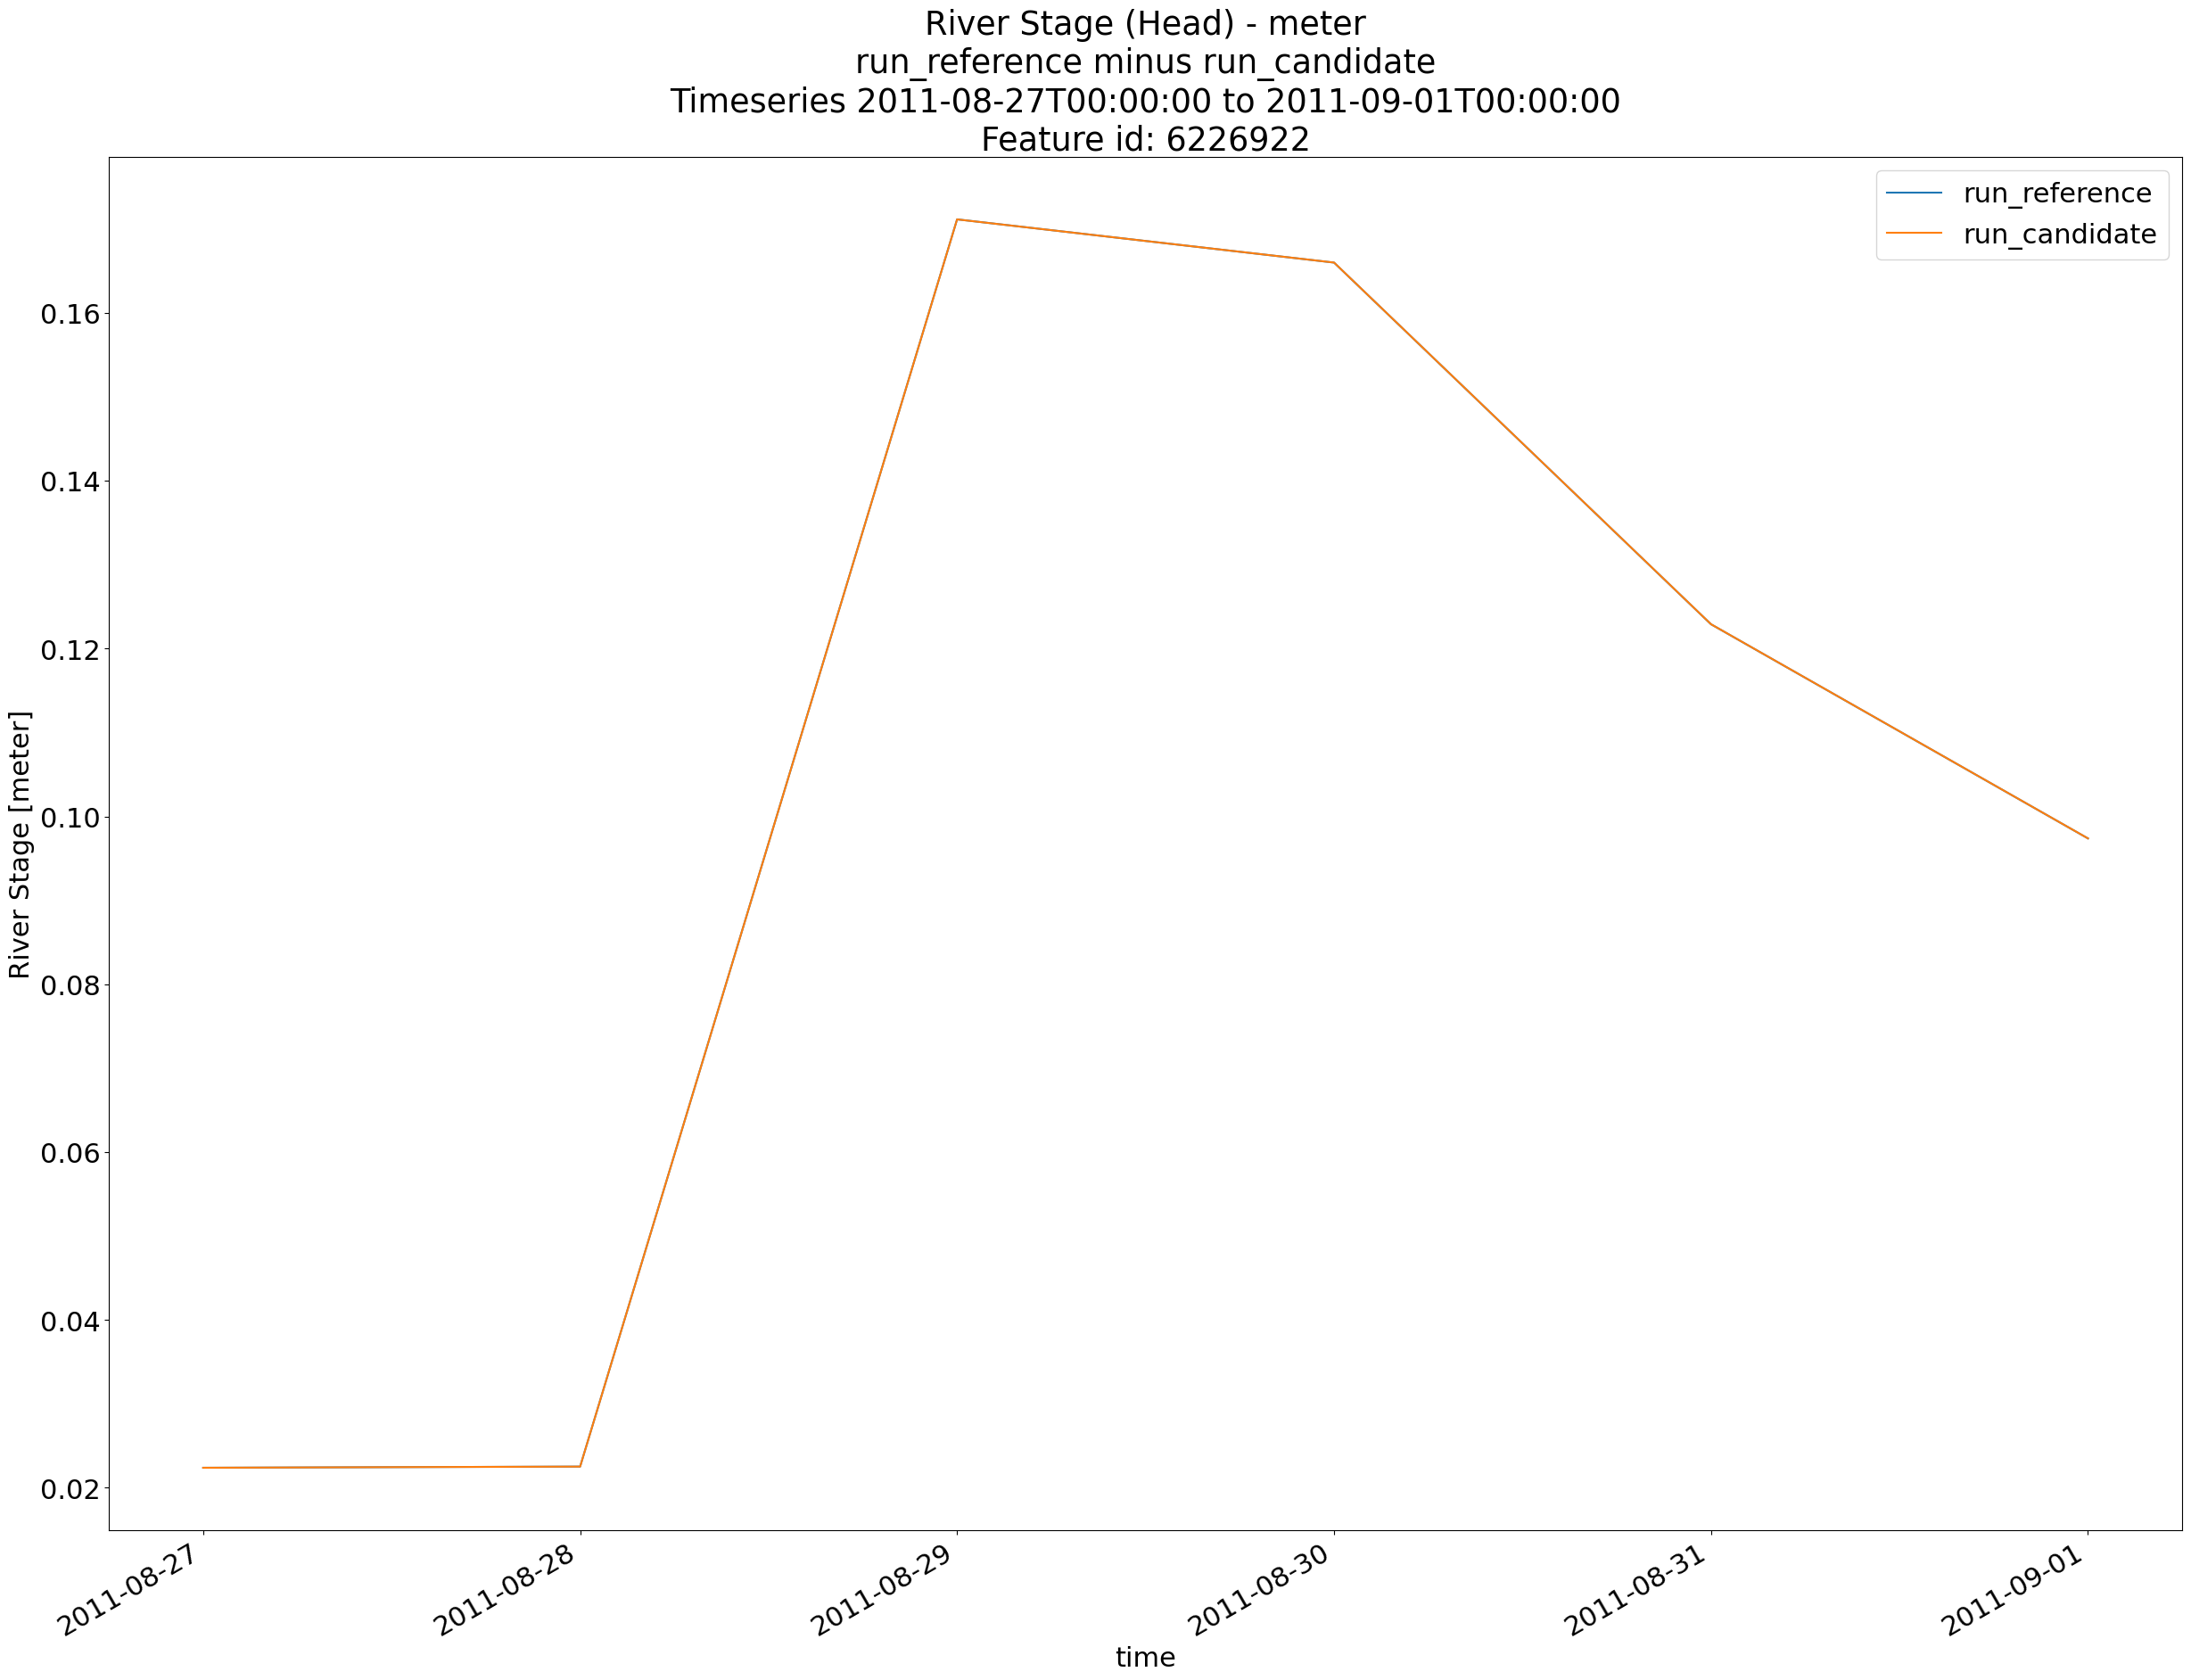 River Stage (Head) - meter
run_reference minus run_candidate
Timeseries 2011-08-27T00:00:00 to 2011-09-01T00:00:00
Feature id: 6226922
run_reference
run_candidate
0.16
0.14
0.12
0.10
0.08
0.06
0.04
0.02
River Stage [meter]
2011-08-27
2011-08-28
2011-08-29
2011-08-30
2011-08-31
2011-09-01
time